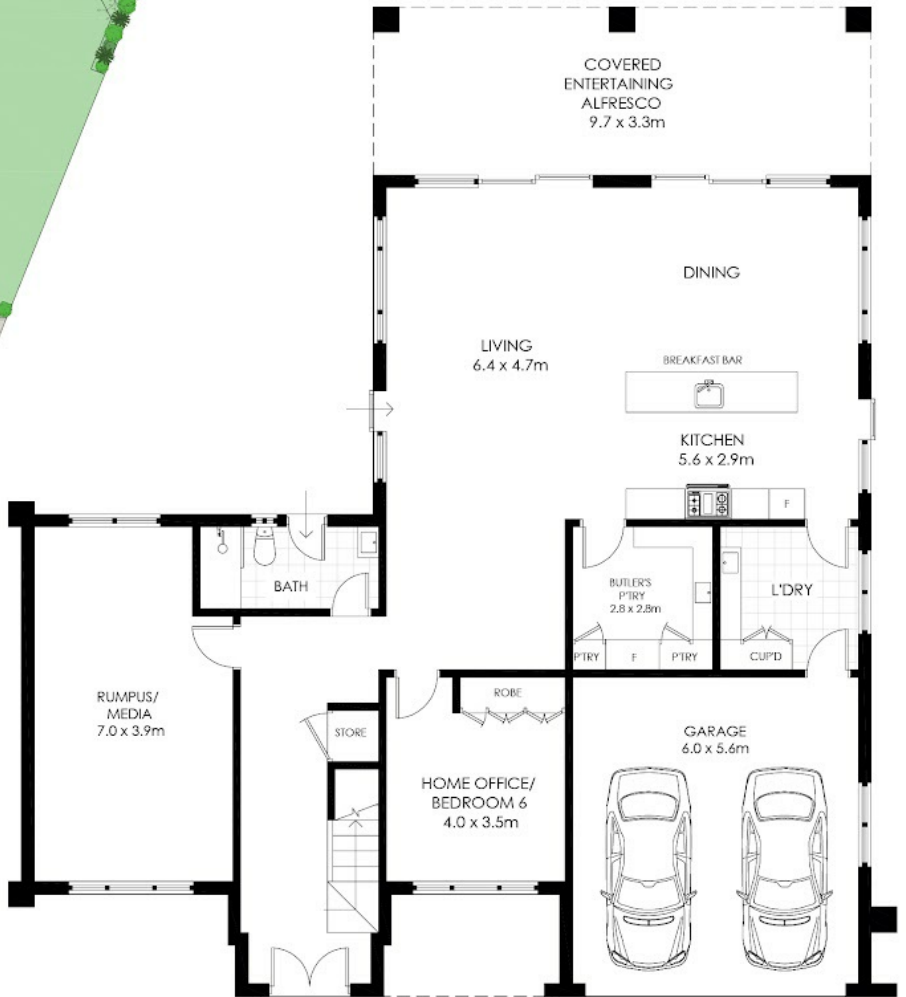 COVERED
ENTERTAINING
ALFRESCO
9.7 x 3.3m
DINING
LIVING
6.4 x 4.7m
BREAKFAST BAR
KITCHEN
5.6 x 2.9m
F
BATH
BUTLER'S
P'TRY
2.8 x 2.8m
L'DRY
P'TRY
F
P'TRY
CUP'D
RUMPUS/
MEDIA
7.0 x 3.9m
ROBE
STORE
GARAGE
6.0 x 5.6m
HOME OFFICE/
BEDROOM 6
4.0 x 3.5m